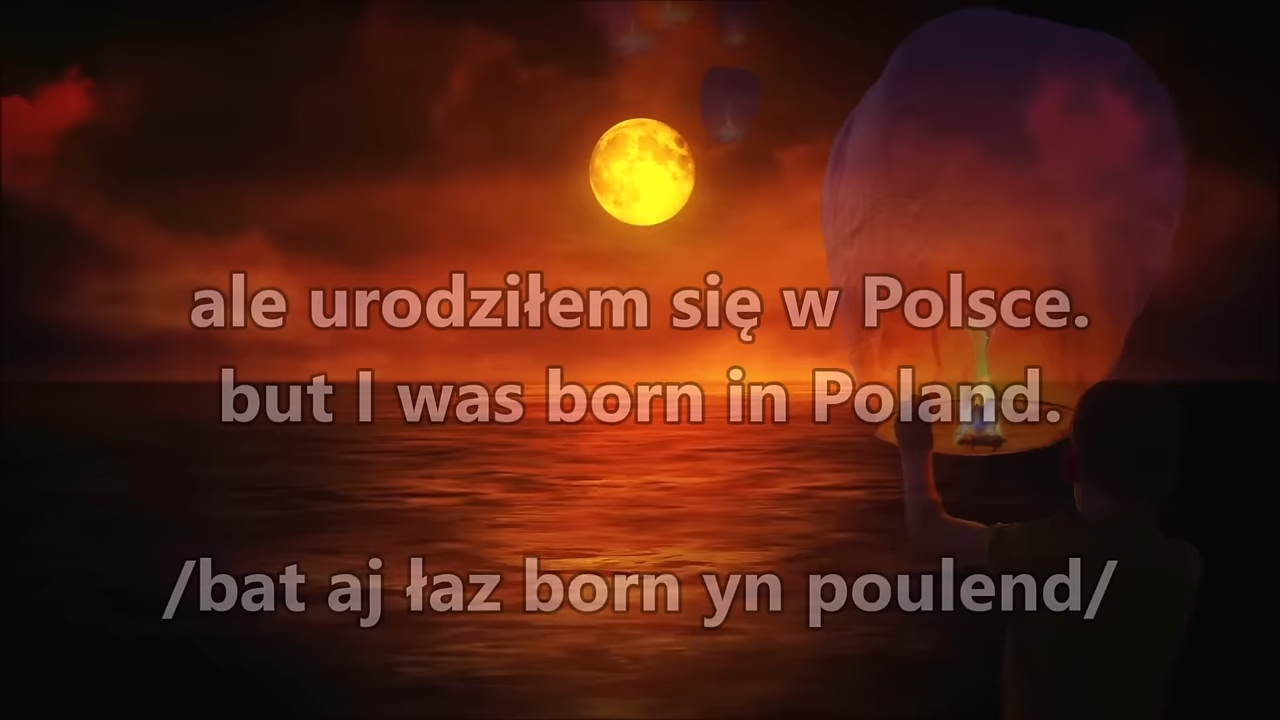 ale urodziłem się w Polsce.
but I was born in Poland.
/bat aj łaz born yn poulend/